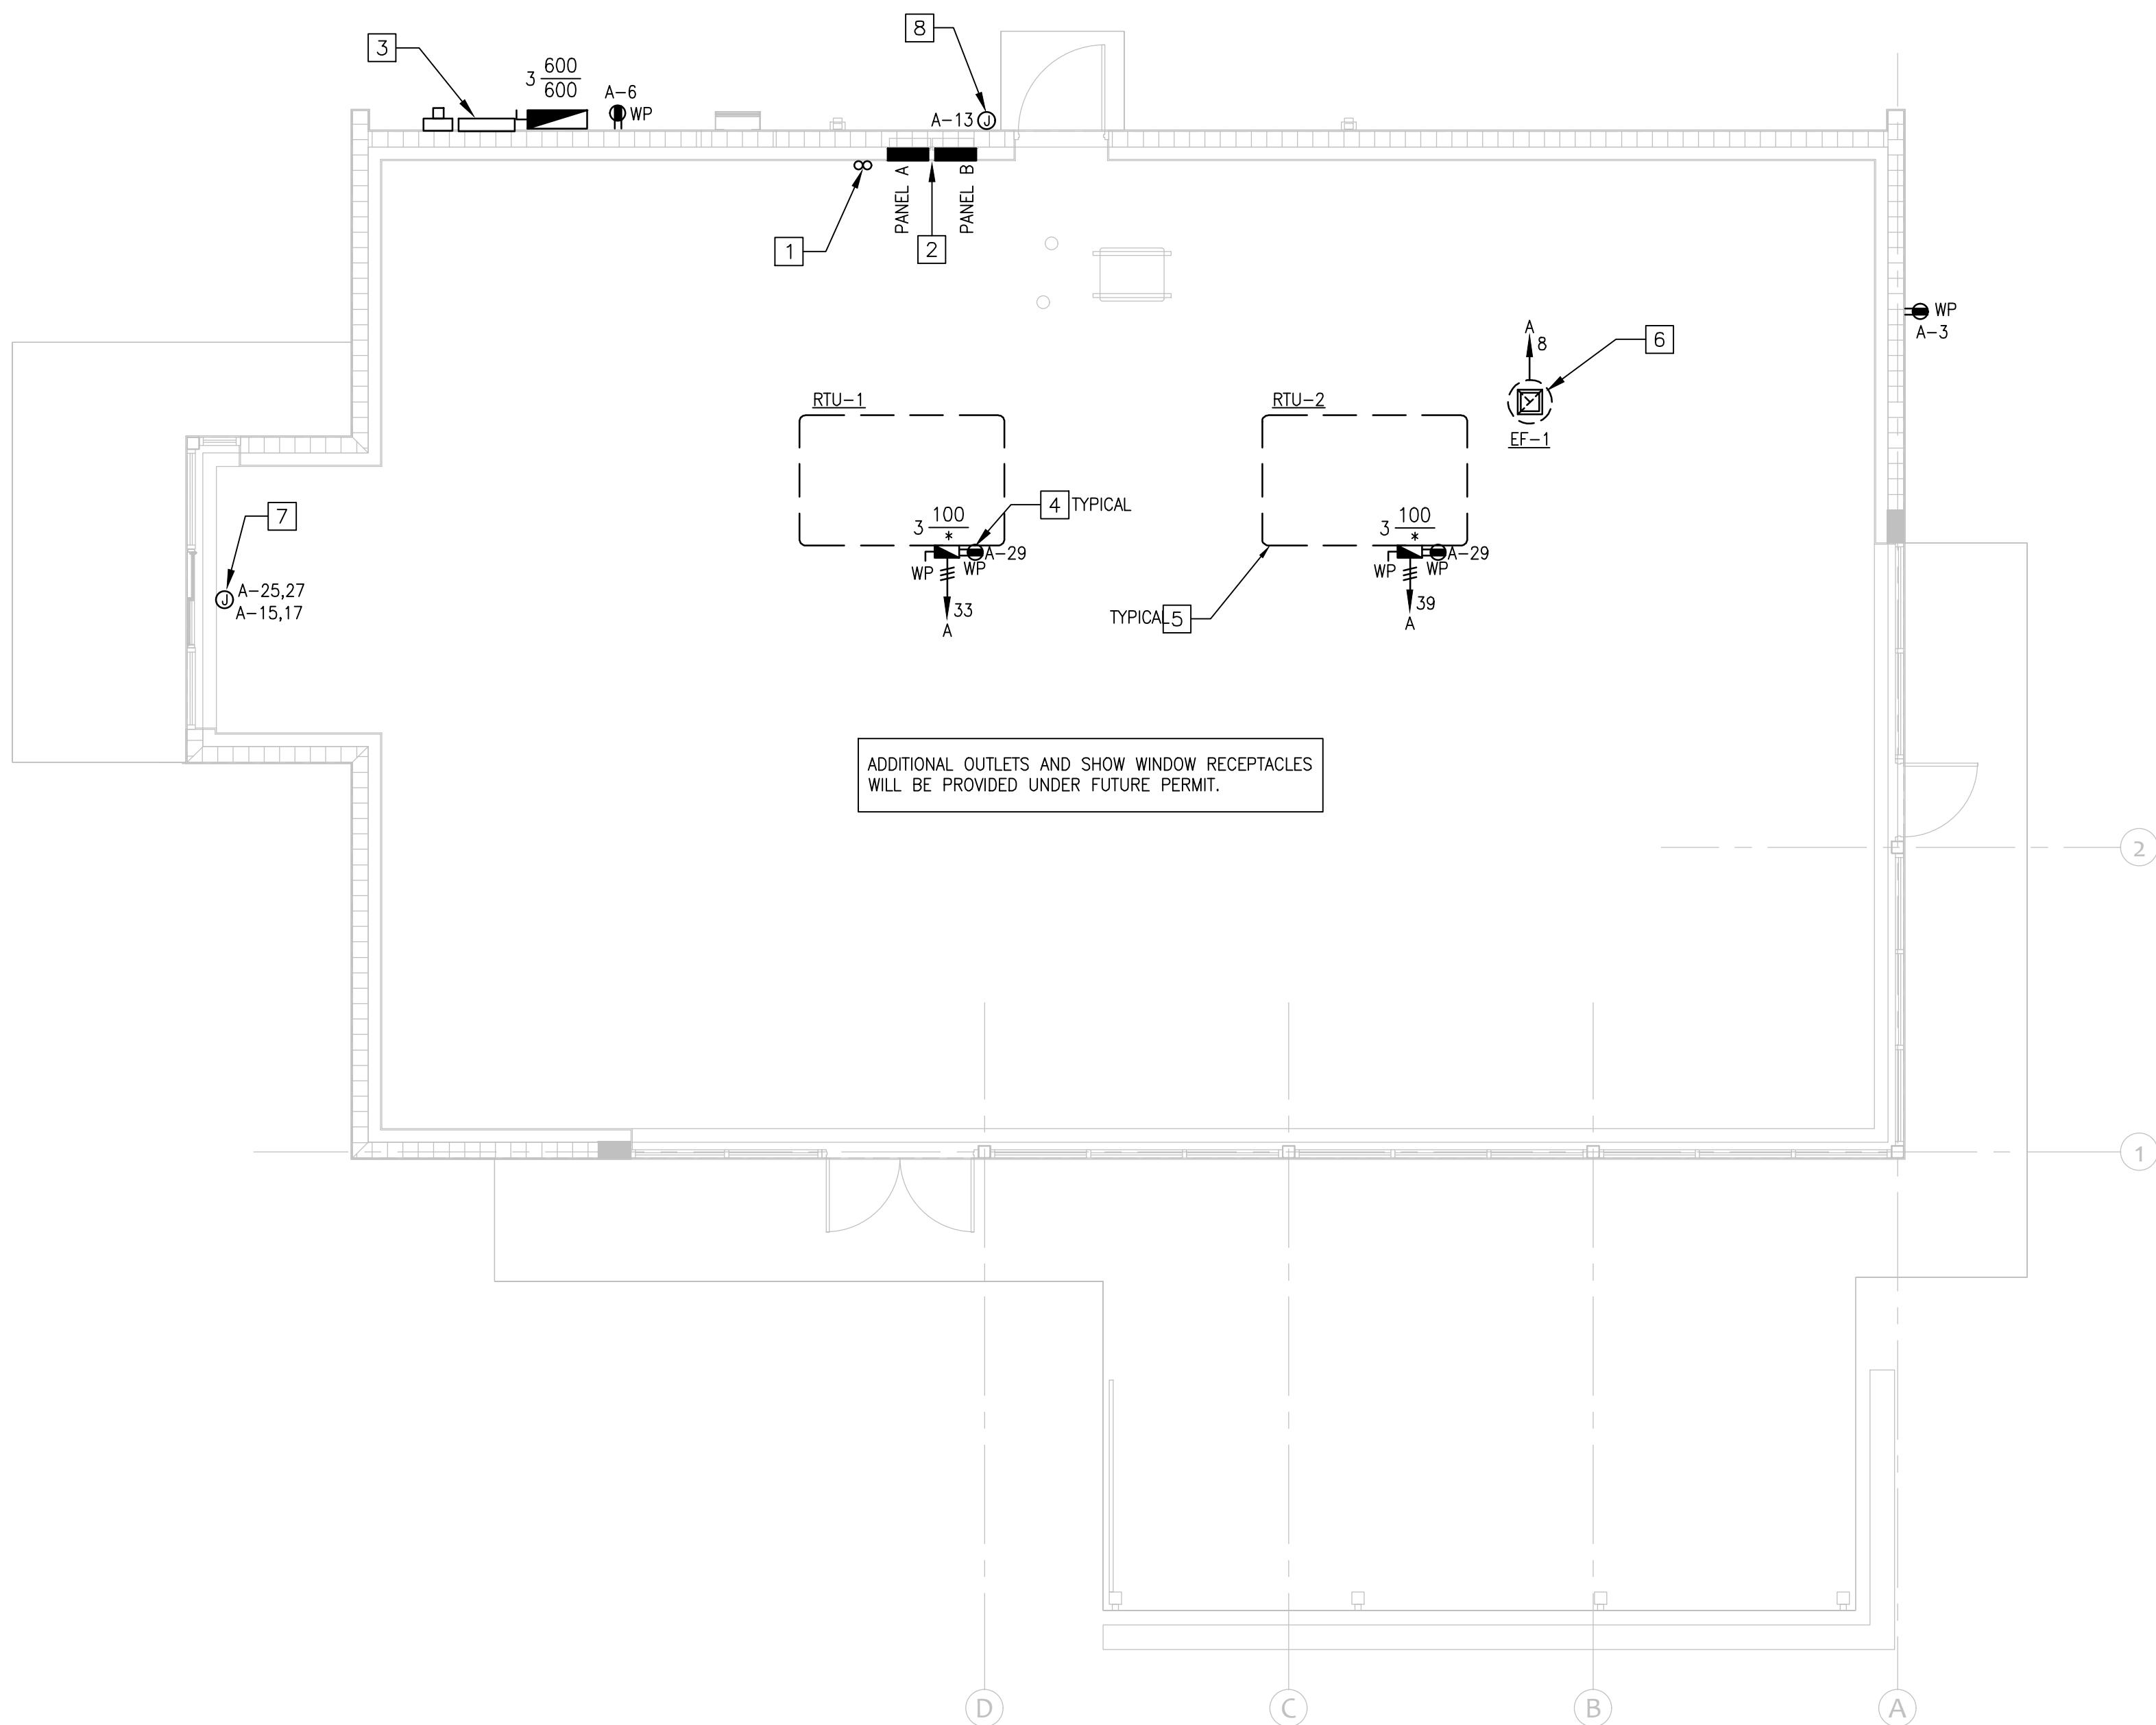 8
3
3 600
600
A-6
WP
A-13 J
PANEL A
PANEL B
1
2
WP
A-3
6
A
8
EF-1
RTU-1
RTU-2
4 TYPICAL
3 100
*
3 100
*
7
A-29
WP
WP
A-29
WP
WP
J A-25,27
A-15,17
33
A
39
A
TYPICAL 5
ADDITIONAL OUTLETS AND SHOW WINDOW RECEPTACLES
WILL BE PROVIDED UNDER FUTURE PERMIT.
2
1
D
C
B
A